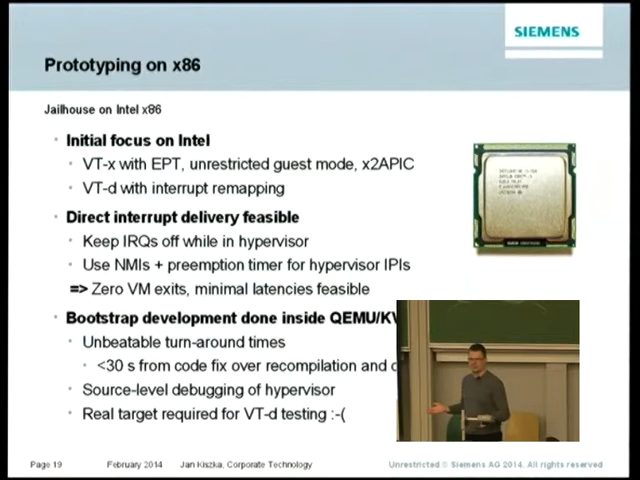 SIEMENS
Prototyping on x86
Jailhouse on Intel x86
Initial focus on Intel
VT-x with EPT, unrestricted guest mode, x2APIC
VT-d with interrupt remapping
Direct interrupt delivery feasible
Keep IRQs off while in hypervisor
Use NMIs + preemption timer for hypervisor IPIs
=> Zero VM exits, minimal latencies feasible
Bootstrap development done inside
Unbeatable turn-around times
<30 s from code fix over recompilation and
Source-level debugging of hypervisor
Real target required for VT-d testing :-(
Page 19 February 2014 Jan Kiszka, Corporate Technology Unrestricted © Siemens AG 2014. All rights reserved